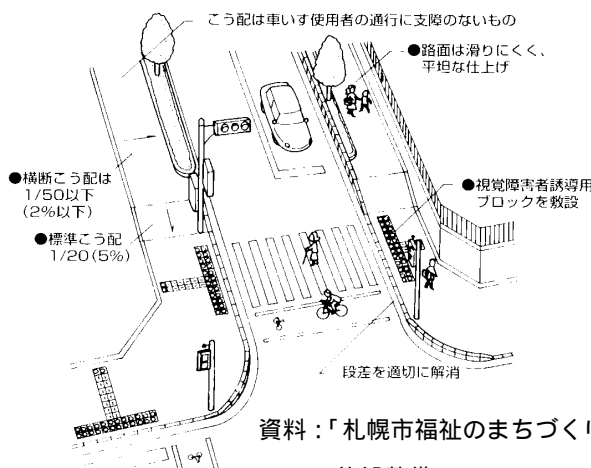 こう配は車いす使用者の通行に支障のないもの
●路面は滑りにくく、
平坦な仕上げ
●横断こう配は
1/50以下
(2%以下)
●標準こう配
1/20(5%)
●視覚障害者誘導用
ブロックを敷設
段差を適切に解消
資料:「札幌市福祉のまちづくり